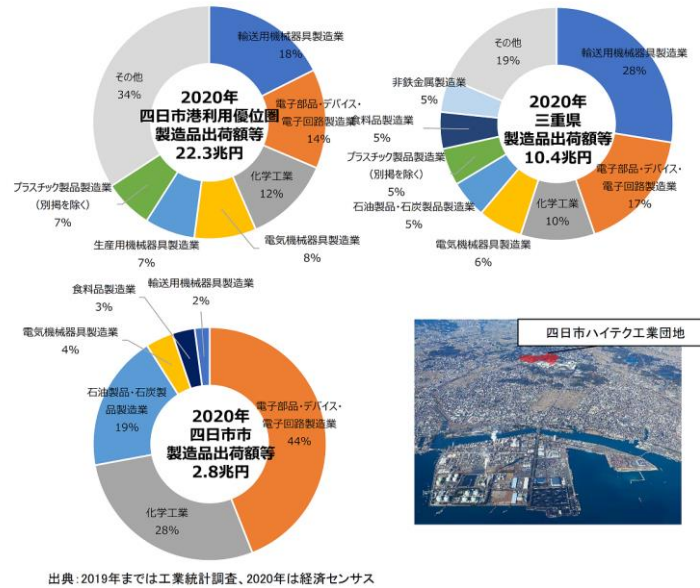 輸送用機械器具製造業
18%
電子部品・デバイス・
電子回路製造業
14%
化学工業
12%
電気機械器具製造業
8%
生産用機械器具製造業
7%
プラスチック製品製造業
(別掲を除く)
7%
その他
34%
2020年
四日市港利用優位圏
製造品出荷額等
22.3兆円
輸送用機械器具製造業
28%
電子部品・デバイス・
電子回路製造業
17%
化学工業
10%
電気機械器具製造業
6%
石油製品・石炭製品製造業
5%
プラスチック製品製造業
(別掲を除く)
5%
食料品製造業
5%
非鉄金属製造業
5%
その他
19%
2020年
三重県
製造品出荷額等
10.4兆円
電子部品・デバイス・
電子回路製造業
44%
化学工業
28%
石油製品・石炭製
品製造業
19%
電気機械器具製造業
4%
食料品製造業
3%
輸送用機械器具製造業
2%
2020年
四日市市
製造品出荷額等
2.8兆円
四日市ハイテク工業団地
出典:2019年までは工業統計調査、2020年は経済センサス